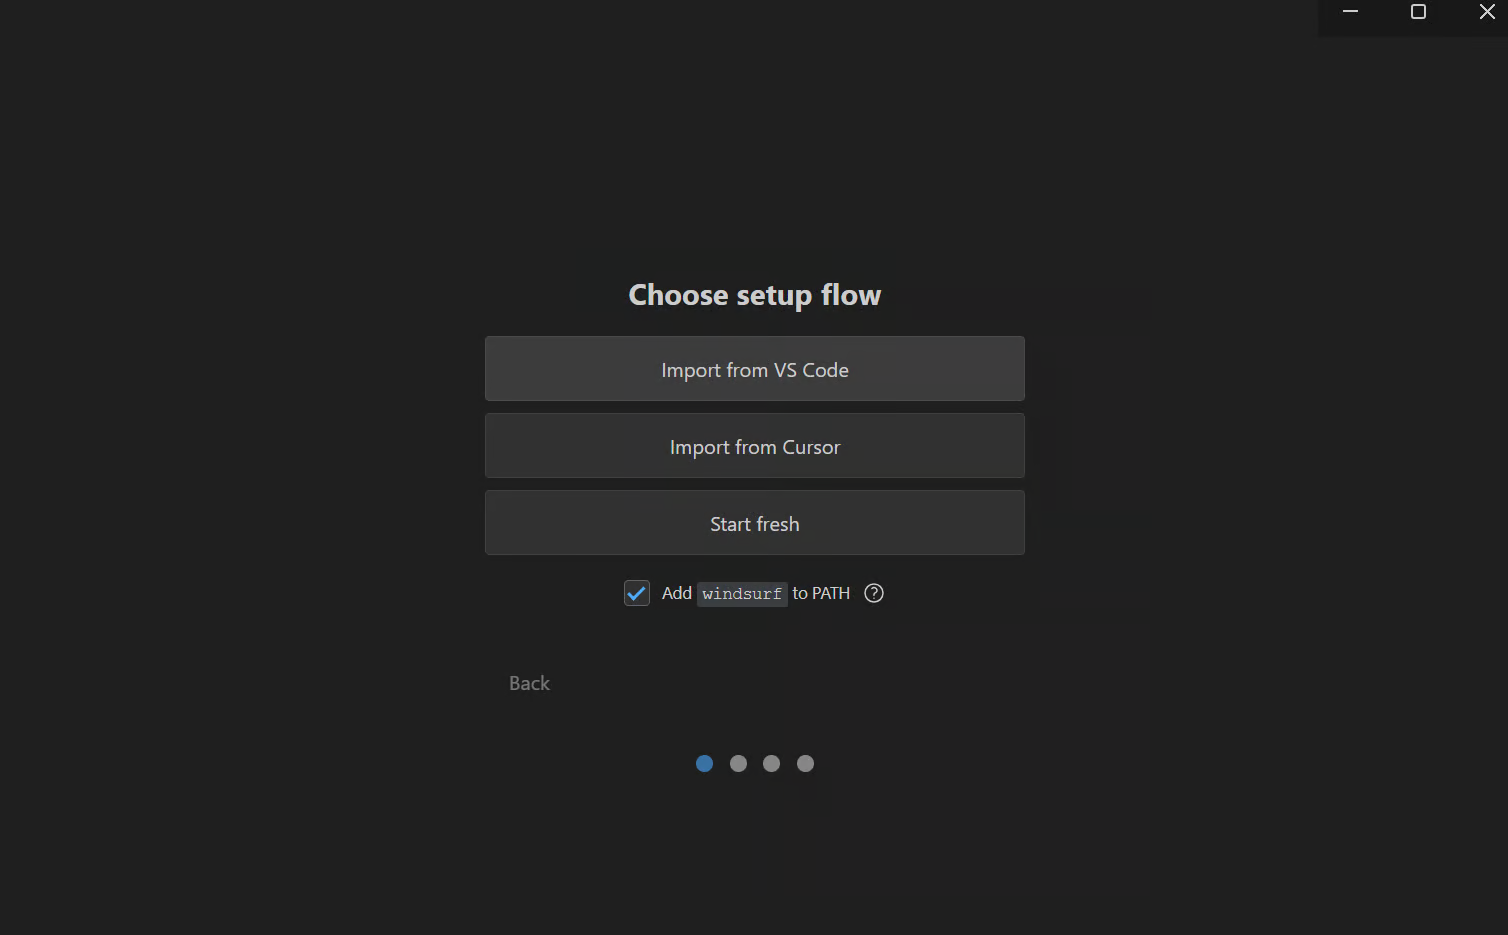 Choose setup flow
Import from VS Code
Import from Cursor
Start fresh
Add windsurf to PATH
Back